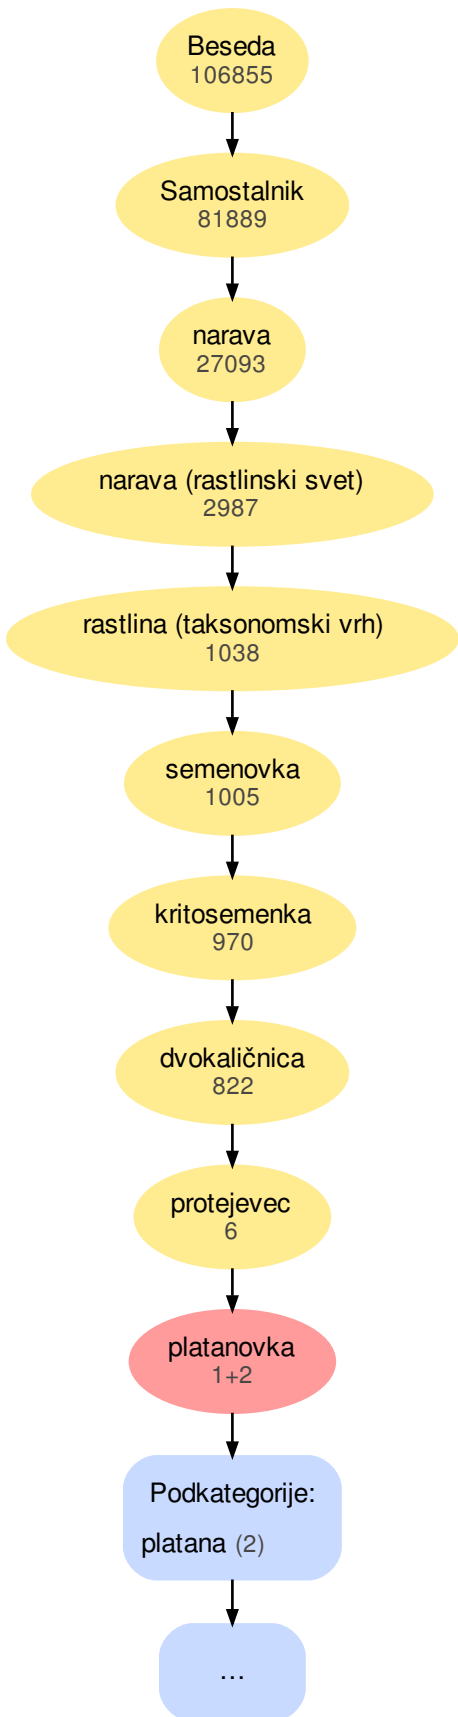 Beseda
106855
Samostalnik
81889
narava
27093
narava (rastlinski svet)
2987
rastlina (taksonomski vrh)
1038
semenovka
1005
kritosemenka
970
dvokaličnica
822
protejevec
6
platanovka
1+2
Podkategorije:
platana (2)
...